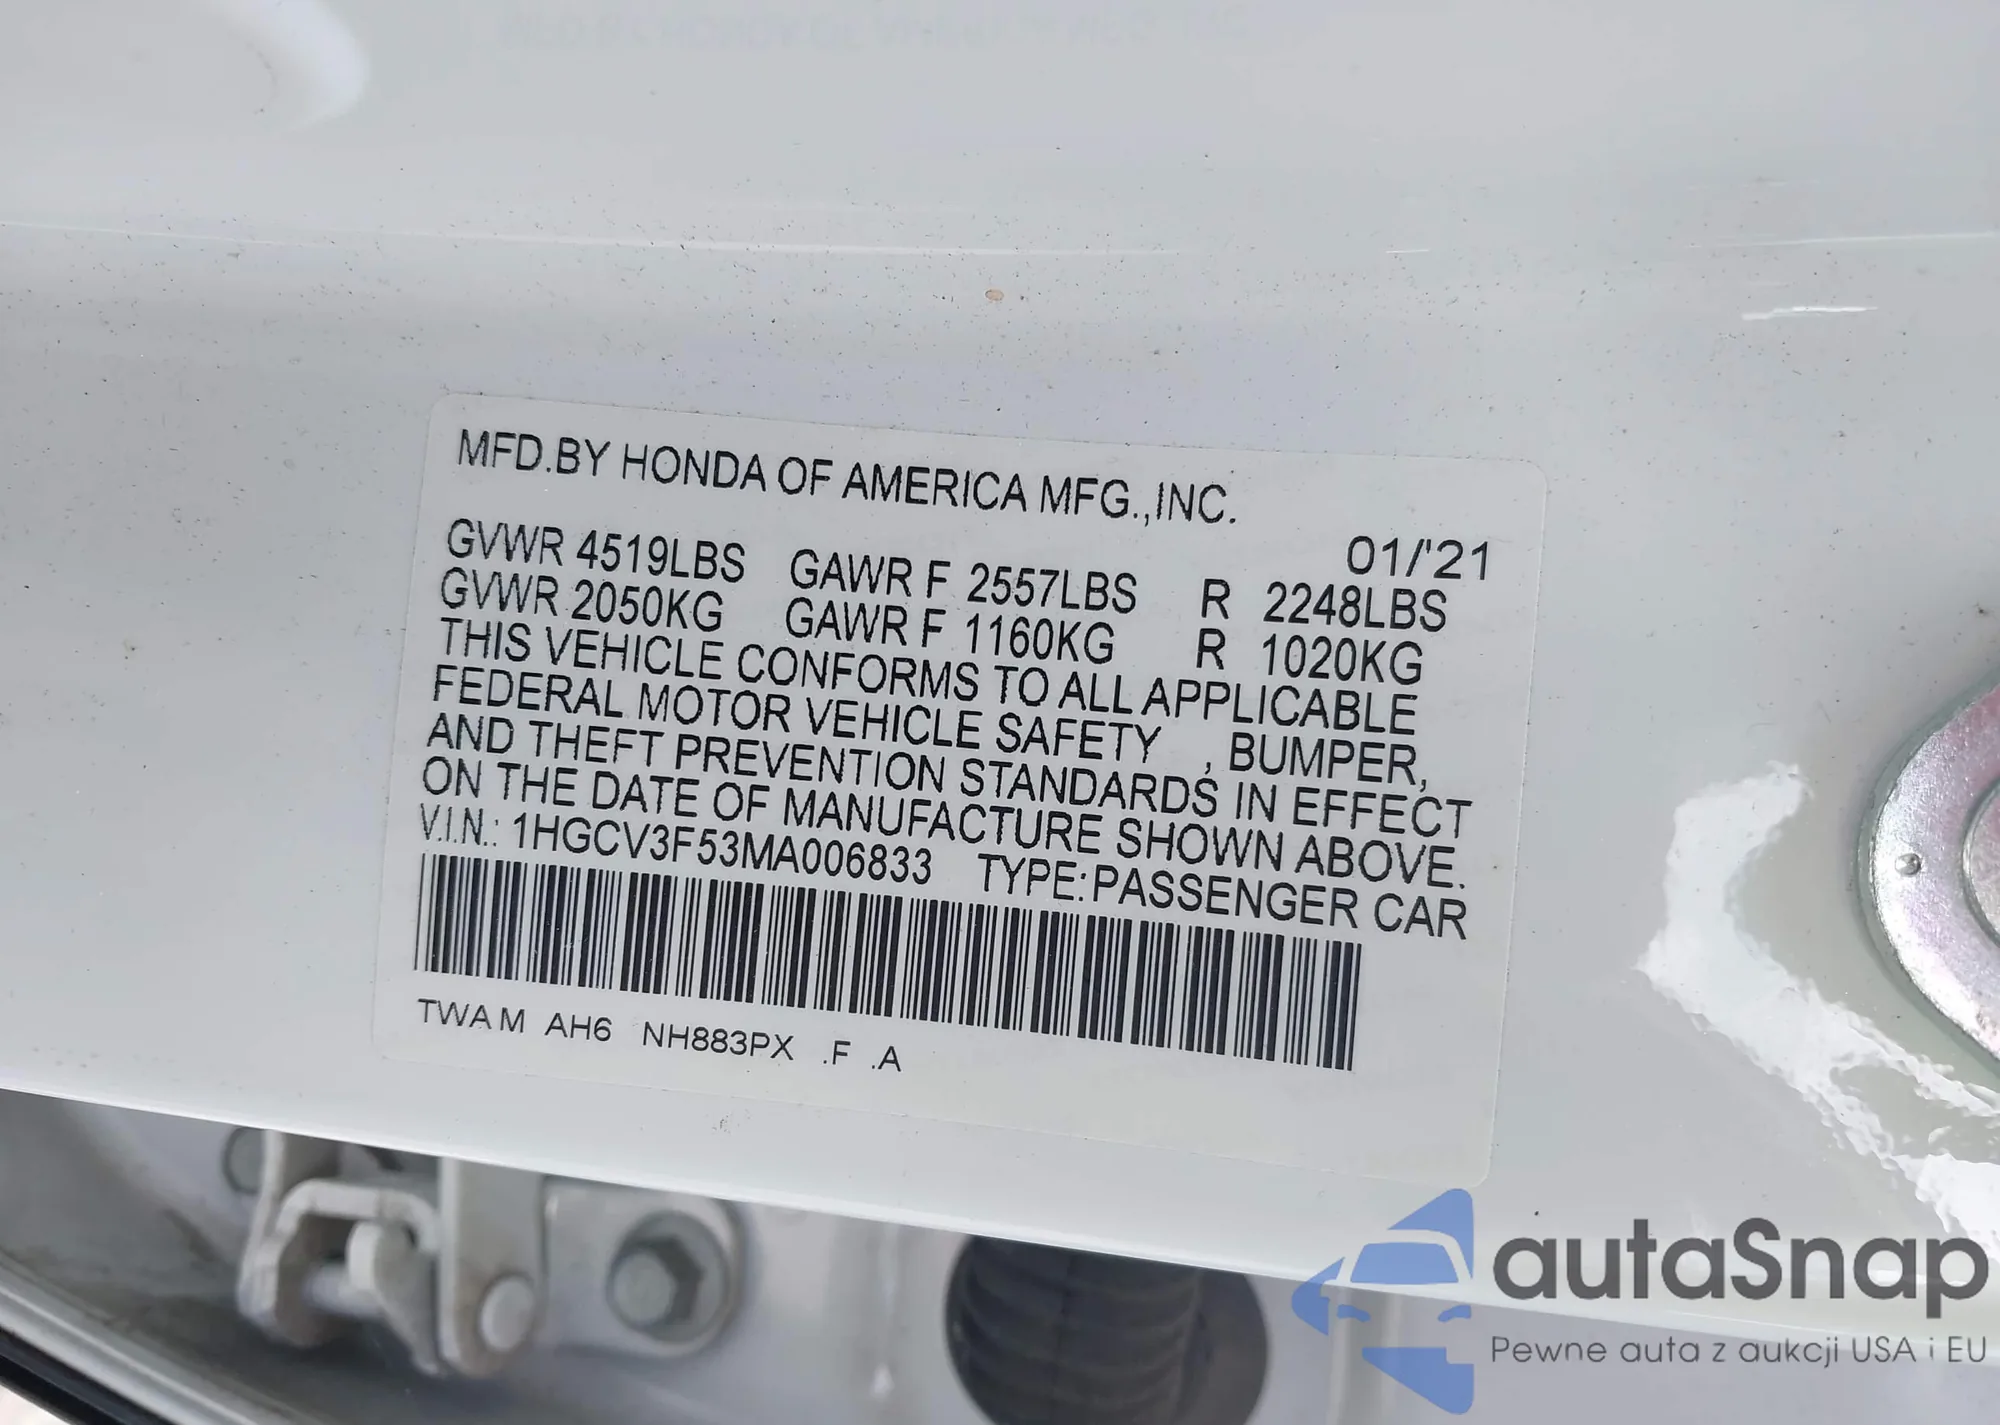 MFD.BY HONDA OF AMERICA MFG.,INC.
01/'21
GVWR 4519LBS GAWR F 2557LBS R 2248LBS
GVWR 2050KG GAWR F 1160KG R 1020KG
THIS VEHICLE CONFORMS TO ALL APPLICABLE
FEDERAL MOTOR VEHICLE SAFETY , BUMPER,
AND THEFT PREVENTION STANDARDS IN EFFECT
ON THE DATE OF MANUFACTURE SHOWN ABOVE.
V.I.N.: 1HGCV3F53MA006833 TYPE:PASSENGER CAR
TWAM AH6 NH883PX .F .A
autaSnap
Pewne auta z aukcji USA i EU